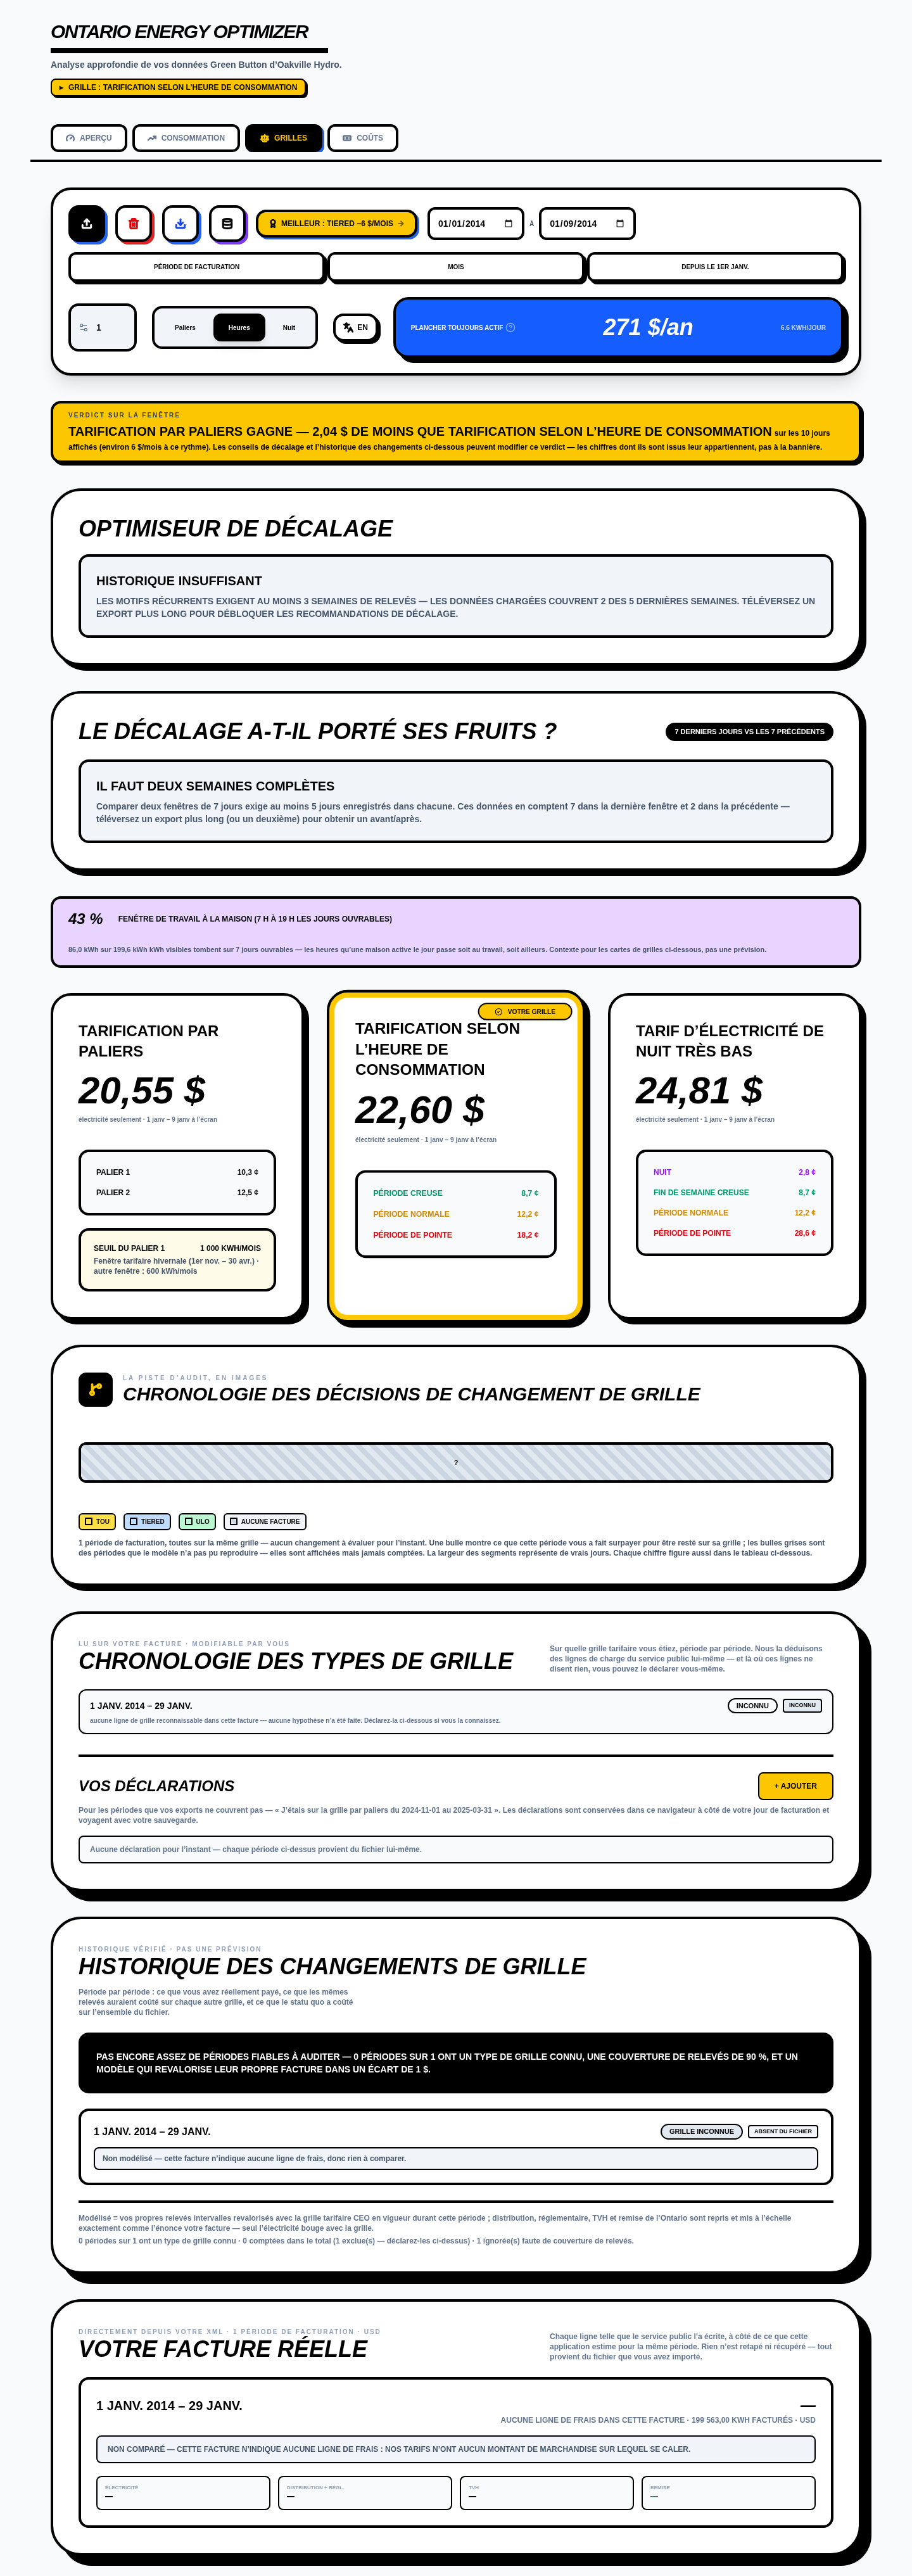 ONTARIO ENERGY OPTIMIZER
Analyse approfondie de vos données Green Button d’Oakville Hydro.
▸ GRILLE : TARIFICATION SELON L’HEURE DE CONSOMMATION
APERÇU
CONSOMMATION
GRILLES
COÛTS
MEILLEUR : TIERED −6 $/MOIS →
01/01/2014
À
01/09/2014
PÉRIODE DE FACTURATION
MOIS
DEPUIS LE 1ER JANV.
1
Paliers
Heures
Nuit
EN
PLANCHER TOUJOURS ACTIF
271 $/an
6.6 KWH/JOUR
VERDICT SUR LA FENÊTRE
TARIFICATION PAR PALIERS GAGNE — 2,04 $ DE MOINS QUE TARIFICATION SELON L’HEURE DE CONSOMMATION sur les 10 jours
affichés (environ 6 $/mois à ce rythme). Les conseils de décalage et l’historique des changements ci-dessous peuvent modifier ce verdict — les chiffres dont ils sont issus leur appartiennent, pas à la bannière.
OPTIMISEUR DE DÉCALAGE
HISTORIQUE INSUFFISANT
LES MOTIFS RÉCURRENTS EXIGENT AU MOINS 3 SEMAINES DE RELEVÉS — LES DONNÉES CHARGÉES COUVRENT 2 DES 5 DERNIÈRES SEMAINES. TÉLÉVERSEZ UN
EXPORT PLUS LONG POUR DÉBLOQUER LES RECOMMANDATIONS DE DÉCALAGE.
LE DÉCALAGE A-T-IL PORTÉ SES FRUITS ?
7 DERNIERS JOURS VS LES 7 PRÉCÉDENTS
IL FAUT DEUX SEMAINES COMPLÈTES
Comparer deux fenêtres de 7 jours exige au moins 5 jours enregistrés dans chacune. Ces données en comptent 7 dans la dernière fenêtre et 2 dans la précédente —
téléversez un export plus long (ou un deuxième) pour obtenir un avant/après.
43 %
FENÊTRE DE TRAVAIL À LA MAISON (7 H À 19 H LES JOURS OUVRABLES)
86,0 kWh sur 199,6 kWh kWh visibles tombent sur 7 jours ouvrables — les heures qu’une maison active le jour passe soit au travail, soit ailleurs. Contexte pour les cartes de grilles ci-dessous, pas une prévision.
TARIFICATION PAR
PALIERS
20,55 $
électricité seulement · 1 janv – 9 janv à l’écran
PALIER 1 10,3 ¢
PALIER 2 12,5 ¢
SEUIL DU PALIER 1 1 000 KWH/MOIS
Fenêtre tarifaire hivernale (1er nov. – 30 avr.) ·
autre fenêtre : 600 kWh/mois
VOTRE GRILLE
TARIFICATION SELON
L’HEURE DE
CONSOMMATION
22,60 $
électricité seulement · 1 janv – 9 janv à l’écran
PÉRIODE CREUSE 8,7 ¢
PÉRIODE NORMALE 12,2 ¢
PÉRIODE DE POINTE 18,2 ¢
TARIF D’ÉLECTRICITÉ DE
NUIT TRÈS BAS
24,81 $
électricité seulement · 1 janv – 9 janv à l’écran
NUIT 2,8 ¢
FIN DE SEMAINE CREUSE 8,7 ¢
PÉRIODE NORMALE 12,2 ¢
PÉRIODE DE POINTE 28,6 ¢
LA PISTE D’AUDIT, EN IMAGES
CHRONOLOGIE DES DÉCISIONS DE CHANGEMENT DE GRILLE
?
TOU
TIERED
ULO
AUCUNE FACTURE
1 période de facturation, toutes sur la même grille — aucun changement à évaluer pour l’instant. Une bulle montre ce que cette période vous a fait surpayer pour être resté sur sa grille ; les bulles grises sont
des périodes que le modèle n’a pas pu reproduire — elles sont affichées mais jamais comptées. La largeur des segments représente de vrais jours. Chaque chiffre figure aussi dans le tableau ci-dessous.
LU SUR VOTRE FACTURE · MODIFIABLE PAR VOUS
CHRONOLOGIE DES TYPES DE GRILLE
Sur quelle grille tarifaire vous étiez, période par période. Nous la déduisons
des lignes de charge du service public lui-même — et là où ces lignes ne
disent rien, vous pouvez le déclarer vous-même.
1 JANV. 2014 – 29 JANV.
INCONNU
INCONNU
aucune ligne de grille reconnaissable dans cette facture — aucune hypothèse n’a été faite. Déclarez-la ci-dessous si vous la connaissez.
VOS DÉCLARATIONS
+ AJOUTER
Pour les périodes que vos exports ne couvrent pas — « J’étais sur la grille par paliers du 2024-11-01 au 2025-03-31 ». Les déclarations sont conservées dans ce navigateur à côté de votre jour de facturation et
voyagent avec votre sauvegarde.
Aucune déclaration pour l’instant — chaque période ci-dessus provient du fichier lui-même.
HISTORIQUE VÉRIFIÉ · PAS UNE PRÉVISION
HISTORIQUE DES CHANGEMENTS DE GRILLE
Période par période : ce que vous avez réellement payé, ce que les mêmes
relevés auraient coûté sur chaque autre grille, et ce que le statu quo a coûté
sur l’ensemble du fichier.
PAS ENCORE ASSEZ DE PÉRIODES FIABLES À AUDITER — 0 PÉRIODES SUR 1 ONT UN TYPE DE GRILLE CONNU, UNE COUVERTURE DE RELEVÉS DE 90 %, ET UN
MODÈLE QUI REVALORISE LEUR PROPRE FACTURE DANS UN ÉCART DE 1 $.
1 JANV. 2014 – 29 JANV.
GRILLE INCONNUE
ABSENT DU FICHIER
Non modélisé — cette facture n’indique aucune ligne de frais, donc rien à comparer.
Modélisé = vos propres relevés intervalles revalorisés avec la grille tarifaire CEO en vigueur durant cette période ; distribution, réglementaire, TVH et remise de l’Ontario sont repris et mis à l’échelle
exactement comme l’énonce votre facture — seul l’électricité bouge avec la grille.
0 périodes sur 1 ont un type de grille connu · 0 comptées dans le total (1 exclue(s) — déclarez-les ci-dessus) · 1 ignorée(s) faute de couverture de relevés.
DIRECTEMENT DEPUIS VOTRE XML · 1 PÉRIODE DE FACTURATION · USD
VOTRE FACTURE RÉELLE
Chaque ligne telle que le service public l’a écrite, à côté de ce que cette
application estime pour la même période. Rien n’est retapé ni récupéré — tout
provient du fichier que vous avez importé.
1 JANV. 2014 – 29 JANV.
—
AUCUNE LIGNE DE FRAIS DANS CETTE FACTURE · 199 563,00 KWH FACTURÉS · USD
NON COMPARÉ — CETTE FACTURE N’INDIQUE AUCUNE LIGNE DE FRAIS : NOS TARIFS N’ONT AUCUN MONTANT DE MARCHANDISE SUR LEQUEL SE CALER.
ÉLECTRICITÉ
—
DISTRIBUTION + RÉGL.
—
TVH
—
REMISE
—